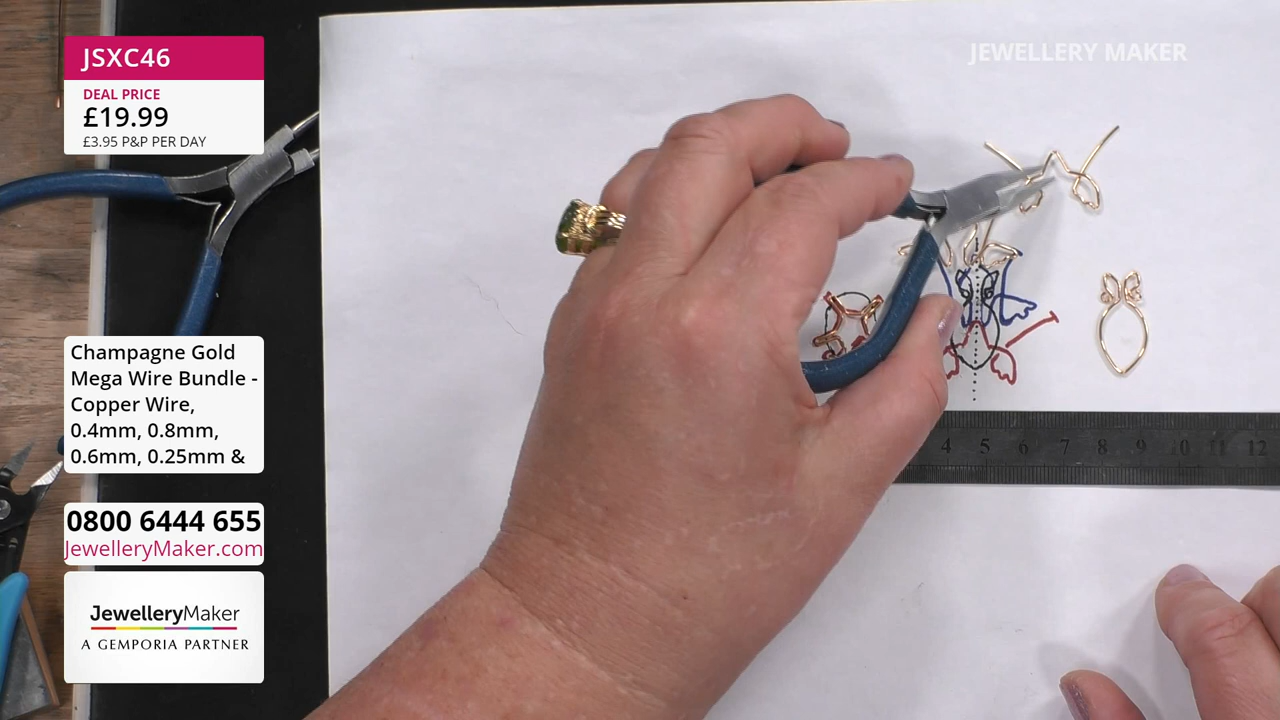 JSXC46
DEAL PRICE
£19.99
£3.95 P&P PER DAY
JEWELLERY MAKER
Champagne Gold
Mega Wire Bundle -
Copper Wire,
0.4mm, 0.8mm,
0.6mm, 0.25mm &
0800 6444 655
JewelleryMaker.com
JewelleryMaker
A GEMPORIA PARTNER
4 5 6 7 8 9 10 11 12